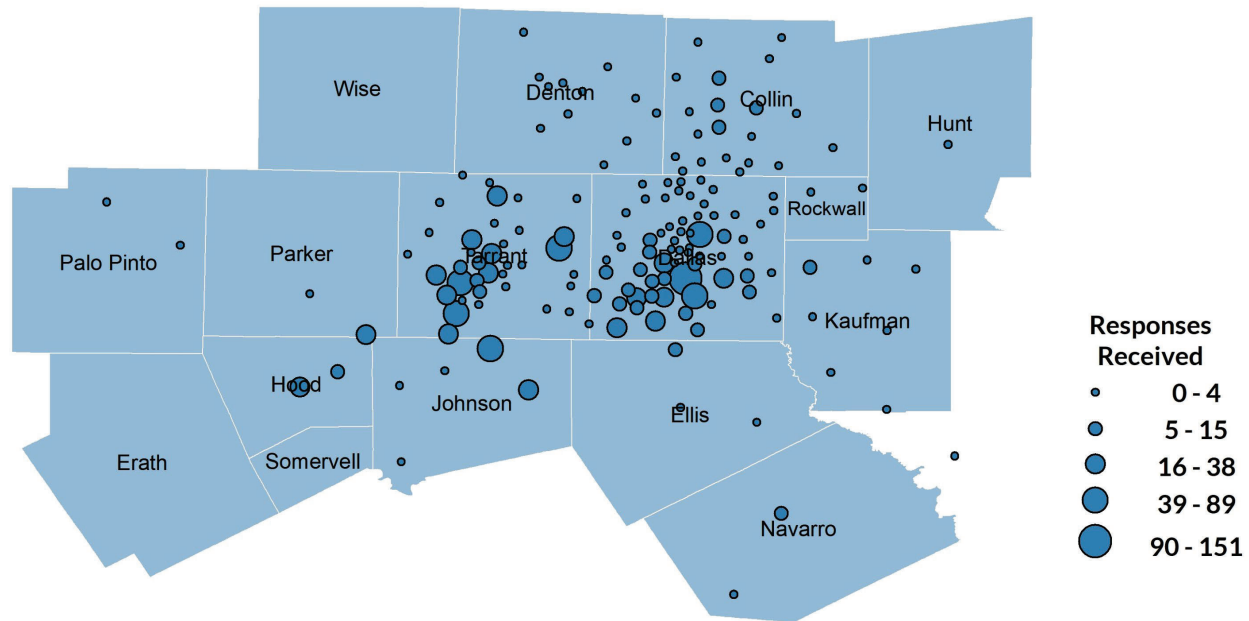 Wise
Denton
Collin
Hunt
Rockwall
Palo Pinto
Parker
Tarrant
Dallas
Kaufman
Hood
Johnson
Ellis
Erath
Somervell
Navarro
Responses
Received
0 - 4
5 - 15
16 - 38
39 - 89
90 - 151